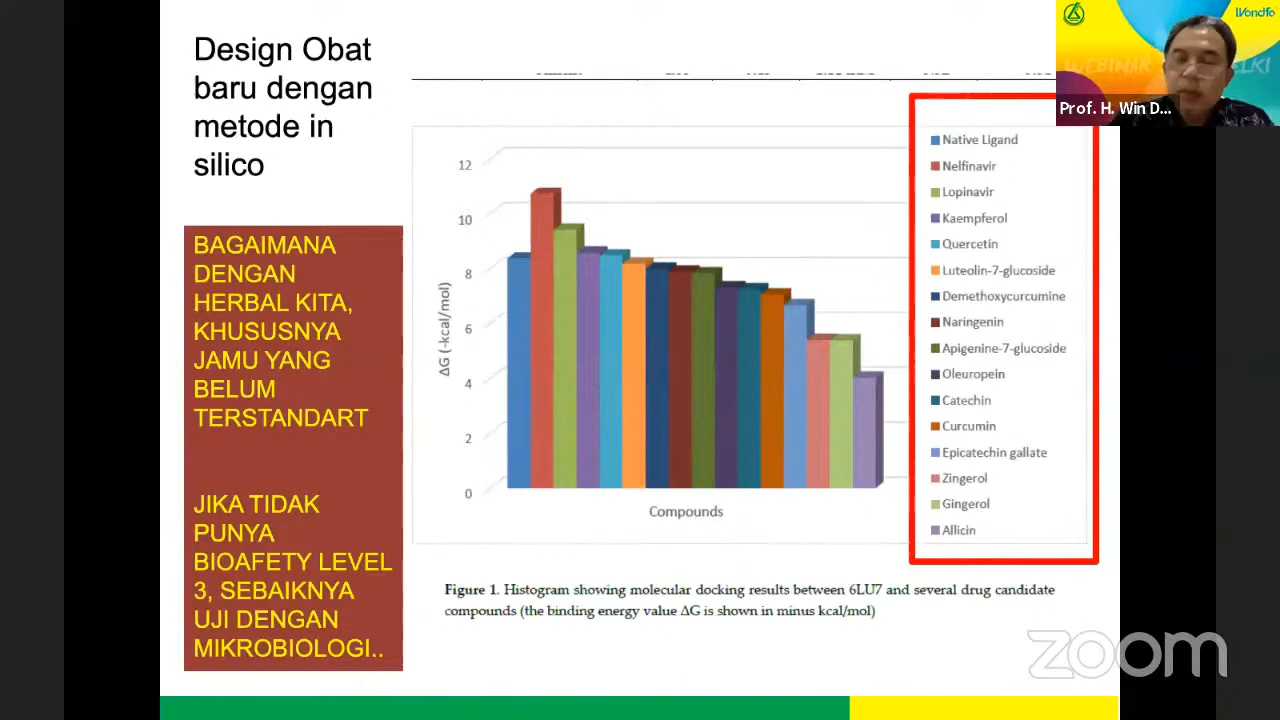 Design Obat
baru dengan
metode in
silico
BAGAIMANA
DENGAN
HERBAL KITA,
KHUSUSNYA
JAMU YANG
BELUM
TERSTANDART
JIKA TIDAK
PUNYA
BIOAFETY LEVEL
3, SEBAIKNYA
UJI DENGAN
MIKROBIOLOGI..
12
10
8
6
4
2
0
ΔG (-kcal/mol)
Compounds
Native Ligand
Nelfinavir
Lopinavir
Kaempferol
Quercetin
Luteolin-7-glucoside
Demethoxycurcumine
Naringenin
Apigenine-7-glucoside
Oleuropein
Catechin
Curcumin
Epicatechin gallate
Zingerol
Gingerol
Allicin
Figure 1. Histogram showing molecular docking results between 6LU7 and several drug candidate
compounds (the binding energy value ΔG is shown in minus kcal/mol)
Wondfo
WEBINAR
Prof. H. Win D...
zoom